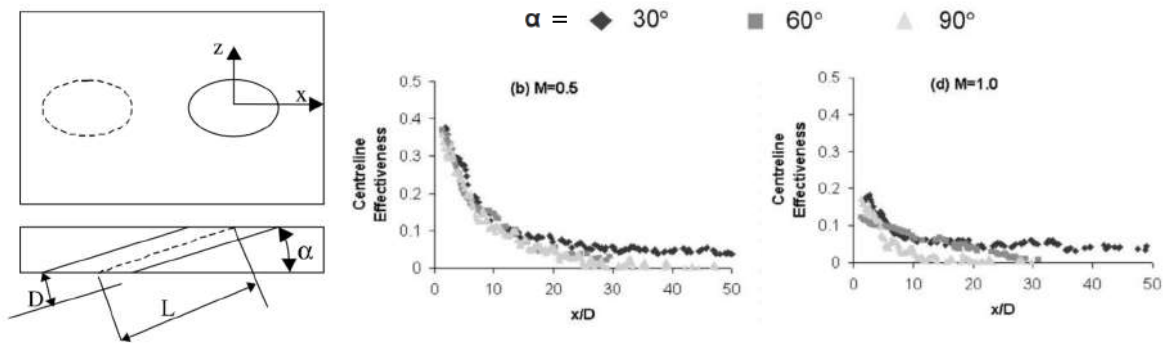 z
x
α
D
L
α = 30° 60° 90°
(b) M=0.5
Centreline
Effectiveness
0.5
0.4
0.3
0.2
0.1
0
0 10 20 30 40 50
x/D
(d) M=1.0
Centreline
Effectiveness
0.5
0.4
0.3
0.2
0.1
0
0 10 20 30 40 50
x/D